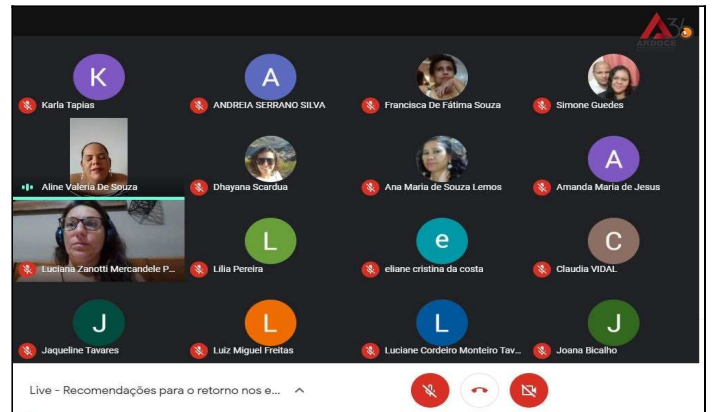 A36
ARDOCE
K
A
Karla Tapias
ANDREIA SERRANO SILVA
Francisca De Fátima Souza
Simone Guedes
A
Aline Valeria De Souza
Dhayana Scardua
Ana Maria de Souza Lemos
Amanda Maria de Jesus
L
e
C
Luciana Zanotti Mercandele P...
Lilia Pereira
eliane cristina da costa
Claudia VIDAL
J
L
L
J
Jaqueline Tavares
Luiz Miguel Freitas
Luciane Cordeiro Monteiro Tav...
Joana Bicalho
Live - Recomendações para o retorno nos e...